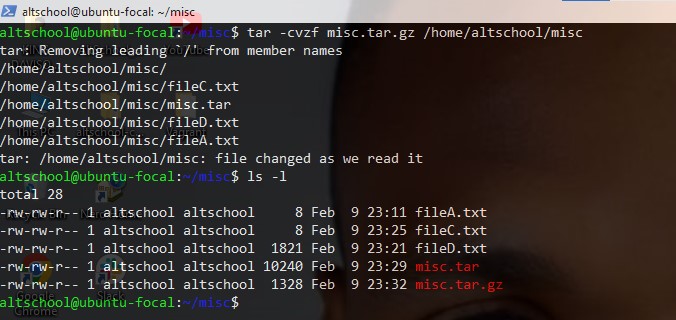 altschool@ubuntu-focal: ~/misc
altschool@ubuntu-focal:~/misc$ tar -cvzf misc.tar.gz /home/altschool/misc
tar: Removing leading `/' from member names
/home/altschool/misc/
/home/altschool/misc/fileC.txt
/home/altschool/misc/misc.tar
/home/altschool/misc/fileD.txt
/home/altschool/misc/fileA.txt
tar: /home/altschool/misc: file changed as we read it
altschool@ubuntu-focal:~/misc$ ls -l
total 28
-rw-rw-r-- 1 altschool altschool     8 Feb  9 23:11 fileA.txt
-rw-rw-r-- 1 altschool altschool     8 Feb  9 23:25 fileC.txt
-rw-rw-r-- 1 altschool altschool  1821 Feb  9 23:21 fileD.txt
-rw-rw-r-- 1 altschool altschool 10240 Feb  9 23:29 misc.tar
-rw-rw-r-- 1 altschool altschool  1328 Feb  9 23:32 misc.tar.gz
altschool@ubuntu-focal:~/misc$